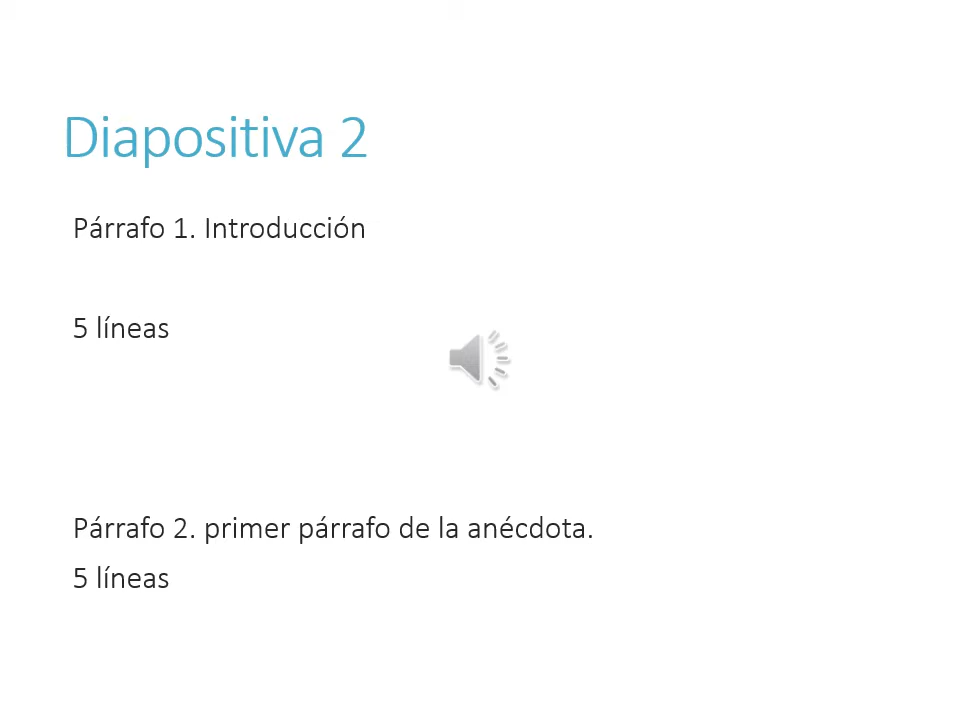 Diapositiva 2
Párrafo 1. Introducción
5 líneas
Párrafo 2. primer párrafo de la anécdota.
5 líneas